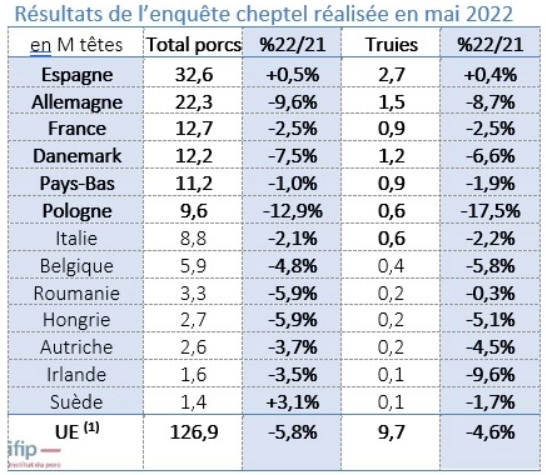 Résultats de l'enquête cheptel réalisée en mai 2022
en M têtes Total porcs %22/21 Truies %22/21
Espagne 32,6 +0,5% 2,7 +0,4%
Allemagne 22,3 -9,6% 1,5 -8,7%
France 12,7 -2,5% 0,9 -2,5%
Danemark 12,2 -7,5% 1,2 -6,6%
Pays-Bas 11,2 -1,0% 0,9 -1,9%
Pologne 9,6 -12,9% 0,6 -17,5%
Italie 8,8 -2,1% 0,6 -2,2%
Belgique 5,9 -4,8% 0,4 -5,8%
Roumanie 3,3 -5,9% 0,2 -0,3%
Hongrie 2,7 -5,9% 0,2 -5,1%
Autriche 2,6 -3,7% 0,2 -4,5%
Irlande 1,6 -3,5% 0,1 -9,6%
Suède 1,4 +3,1% 0,1 -1,7%
UE (1) 126,9 -5,8% 9,7 -4,6%
ifip
Institut du porc